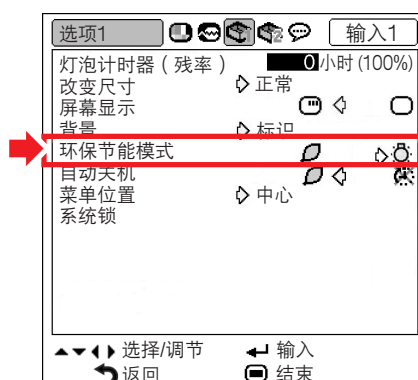 选项1 输入1
灯泡计时器（残率） 0小时(100%)
改变尺寸 正常
屏幕显示
背景 标识
环保节能模式
自动关机
菜单位置 中心
系统锁
选择/调节 输入
返回 结束